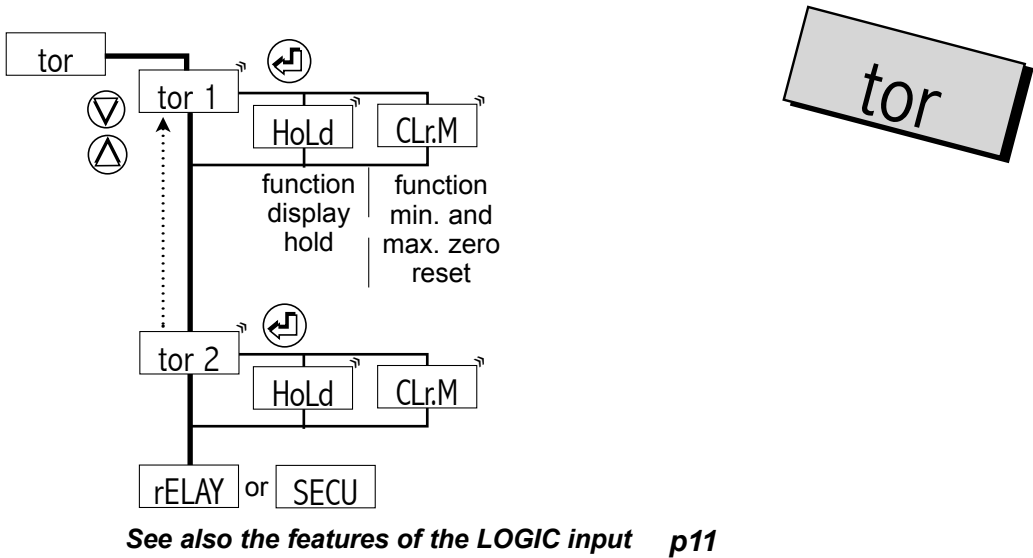 tor
tor
tor 1
HoLd
CLr.M
function
display
hold
function
min. and
max. zero
reset
tor 2
HoLd
CLr.M
rELAY or SECU
See also the features of the LOGIC input p11